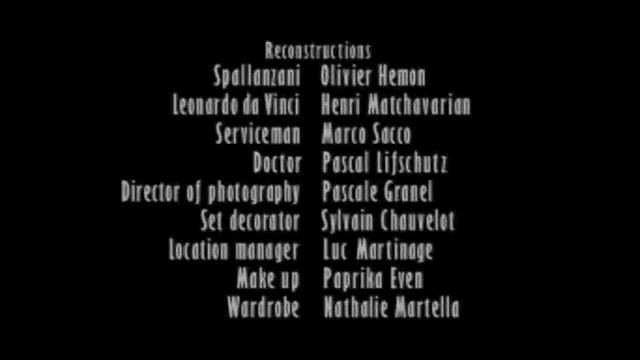 Reconstructions
Spallanzani Olivier Hemon
Leonardo da Vinci Henri Matchavarian
Serviceman Marco Sacco
Doctor Pascal Lifschutz
Director of photography Pascale Granel
Set decorator Sylvain Chauvelot
Location manager Luc Martinage
Make up Paprika Even
Wardrobe Nathalie Martella